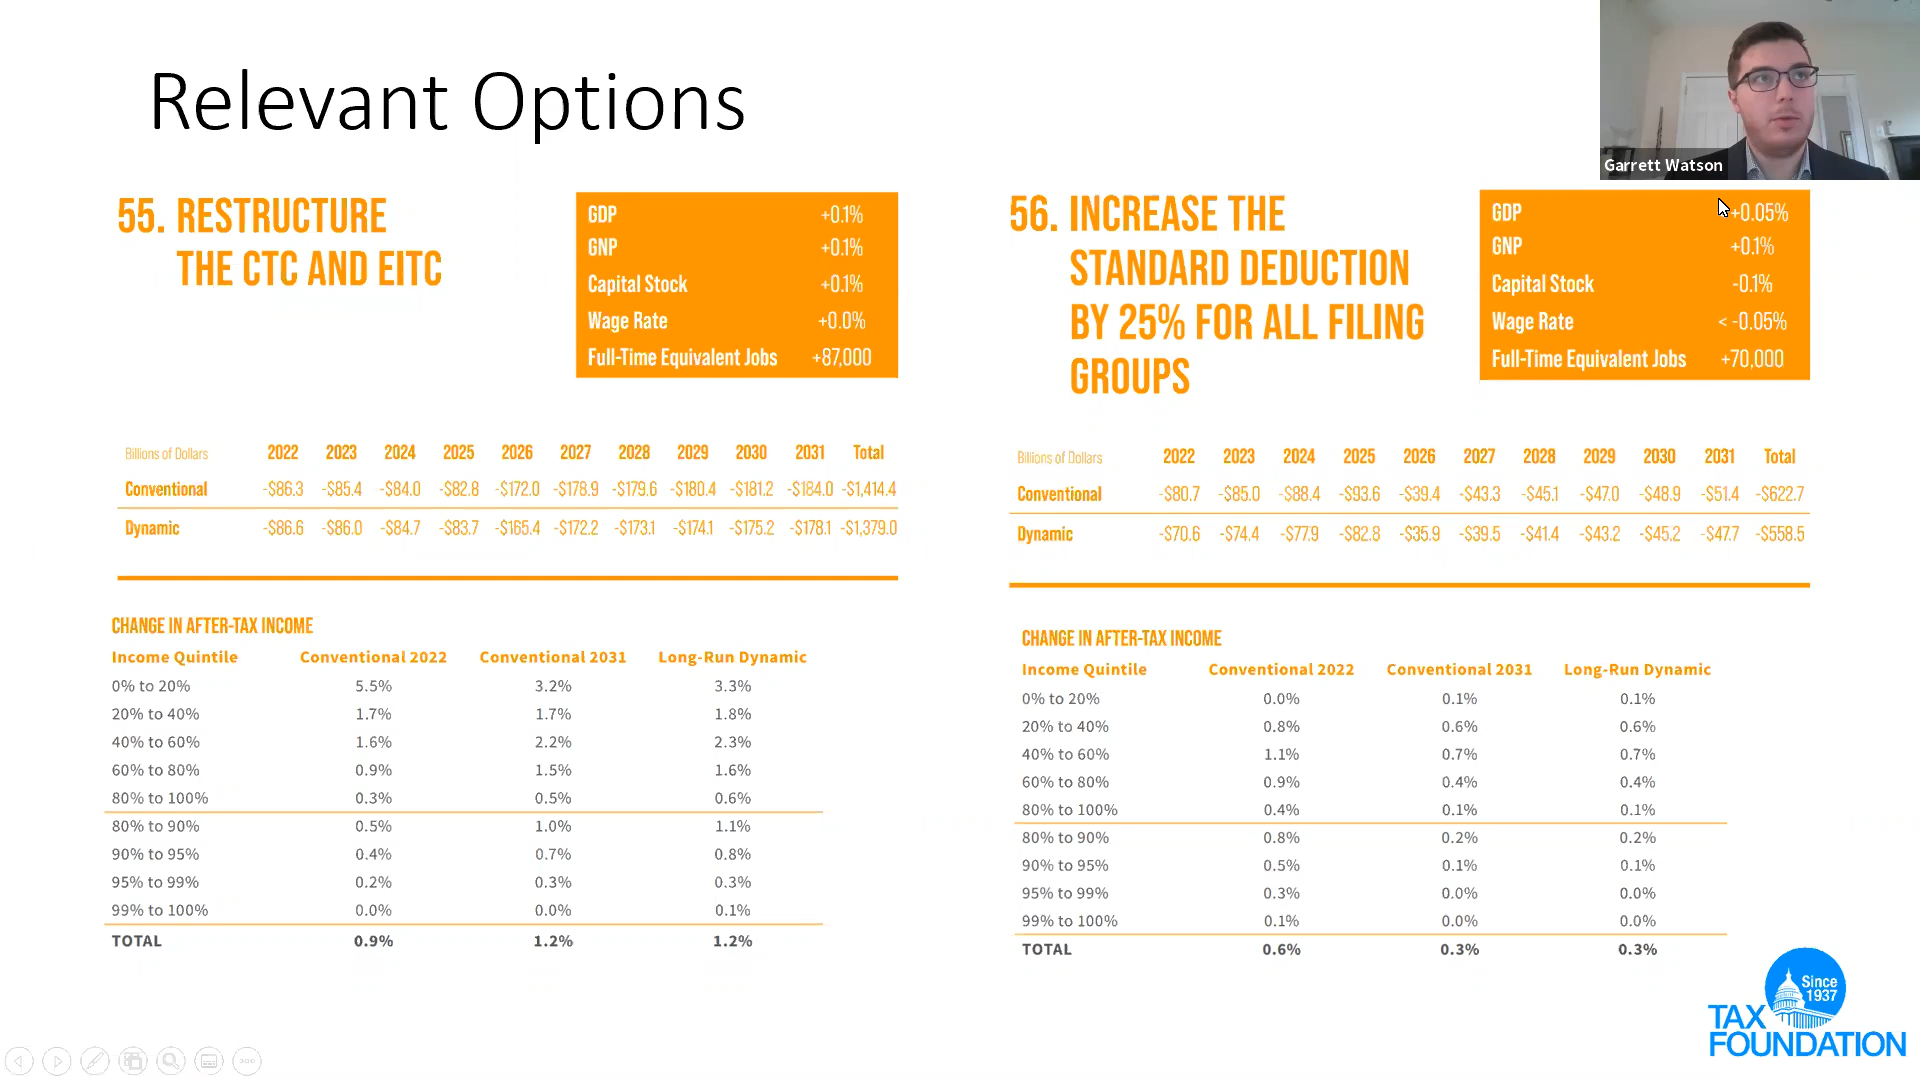 Relevant Options
Garrett Watson
55. RESTRUCTURE
THE CTC AND EITC
GDP +0.1%
GNP +0.1%
Capital Stock +0.1%
Wage Rate +0.0%
Full-Time Equivalent Jobs +87,000
Billions of Dollars 2022 2023 2024 2025 2026 2027 2028 2029 2030 2031 Total
Conventional -$86.3 -$85.4 -$84.0 -$82.8 -$172.0 -$178.9 -$179.6 -$180.4 -$181.2 -$184.0 -$1,414.4
Dynamic -$86.6 -$86.0 -$84.7 -$83.7 -$165.4 -$172.2 -$173.1 -$174.1 -$175.2 -$178.1 -$1,379.0
CHANGE IN AFTER-TAX INCOME
Income Quintile Conventional 2022 Conventional 2031 Long-Run Dynamic
0% to 20% 5.5% 3.2% 3.3%
20% to 40% 1.7% 1.7% 1.8%
40% to 60% 1.6% 2.2% 2.3%
60% to 80% 0.9% 1.5% 1.6%
80% to 100% 0.3% 0.5% 0.6%
80% to 90% 0.5% 1.0% 1.1%
90% to 95% 0.4% 0.7% 0.8%
95% to 99% 0.2% 0.3% 0.3%
99% to 100% 0.0% 0.0% 0.1%
TOTAL 0.9% 1.2% 1.2%
56. INCREASE THE
STANDARD DEDUCTION
BY 25% FOR ALL FILING
GROUPS
GDP +0.05%
GNP +0.1%
Capital Stock -0.1%
Wage Rate < -0.05%
Full-Time Equivalent Jobs +70,000
Billions of Dollars 2022 2023 2024 2025 2026 2027 2028 2029 2030 2031 Total
Conventional -$80.7 -$85.0 -$88.4 -$93.6 -$39.4 -$43.3 -$45.1 -$47.0 -$48.9 -$51.4 -$622.7
Dynamic -$70.6 -$74.4 -$77.9 -$82.8 -$35.9 -$39.5 -$41.4 -$43.2 -$45.2 -$47.7 -$558.5
CHANGE IN AFTER-TAX INCOME
Income Quintile Conventional 2022 Conventional 2031 Long-Run Dynamic
0% to 20% 0.0% 0.1% 0.1%
20% to 40% 0.8% 0.6% 0.6%
40% to 60% 1.1% 0.7% 0.7%
60% to 80% 0.9% 0.4% 0.4%
80% to 100% 0.4% 0.1% 0.1%
80% to 90% 0.8% 0.2% 0.2%
90% to 95% 0.5% 0.1% 0.1%
95% to 99% 0.3% 0.0% 0.0%
99% to 100% 0.1% 0.0% 0.0%
TOTAL 0.6% 0.3% 0.3%
Since
1937
TAX
FOUNDATION